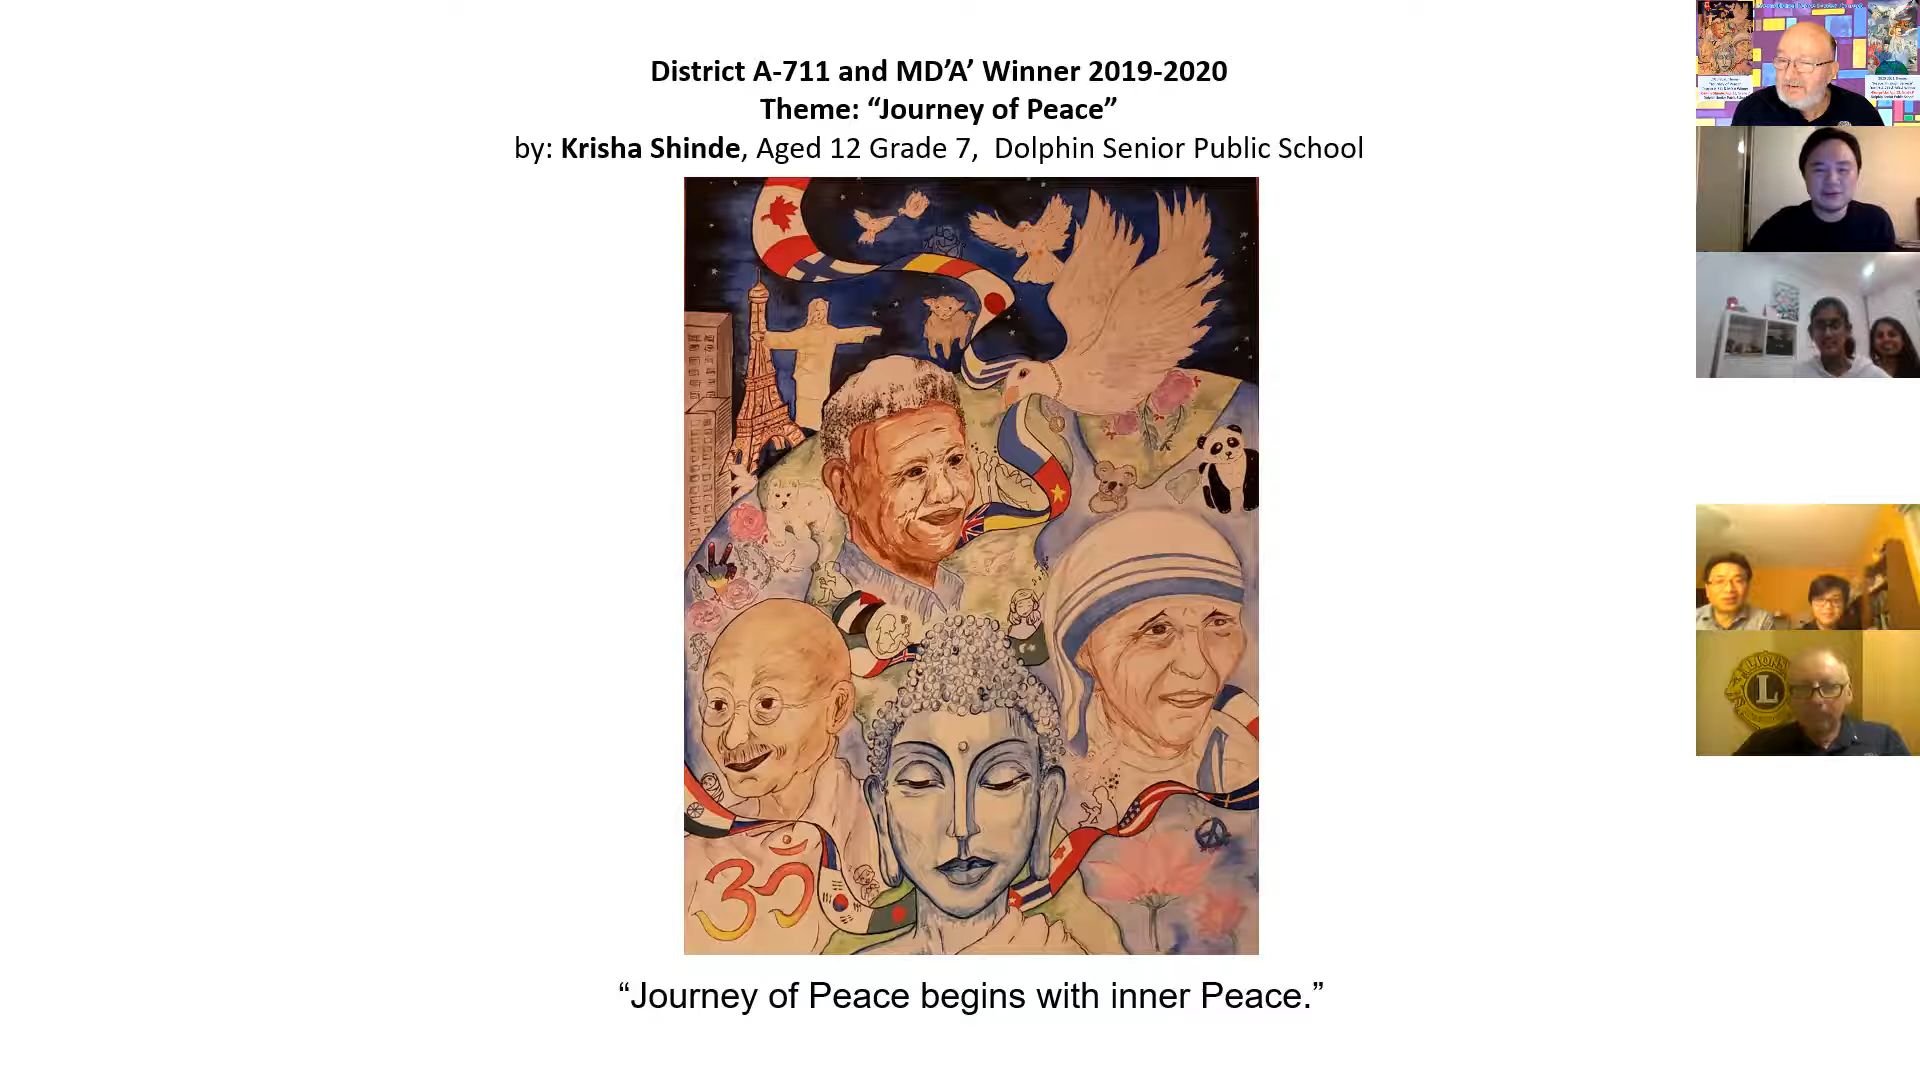 District A-711 and MD’A’ Winner 2019-2020
Theme: “Journey of Peace”
by: Krisha Shinde, Aged 12 Grade 7, Dolphin Senior Public School
ॐ
“Journey of Peace begins with inner Peace.”
LIONS
L